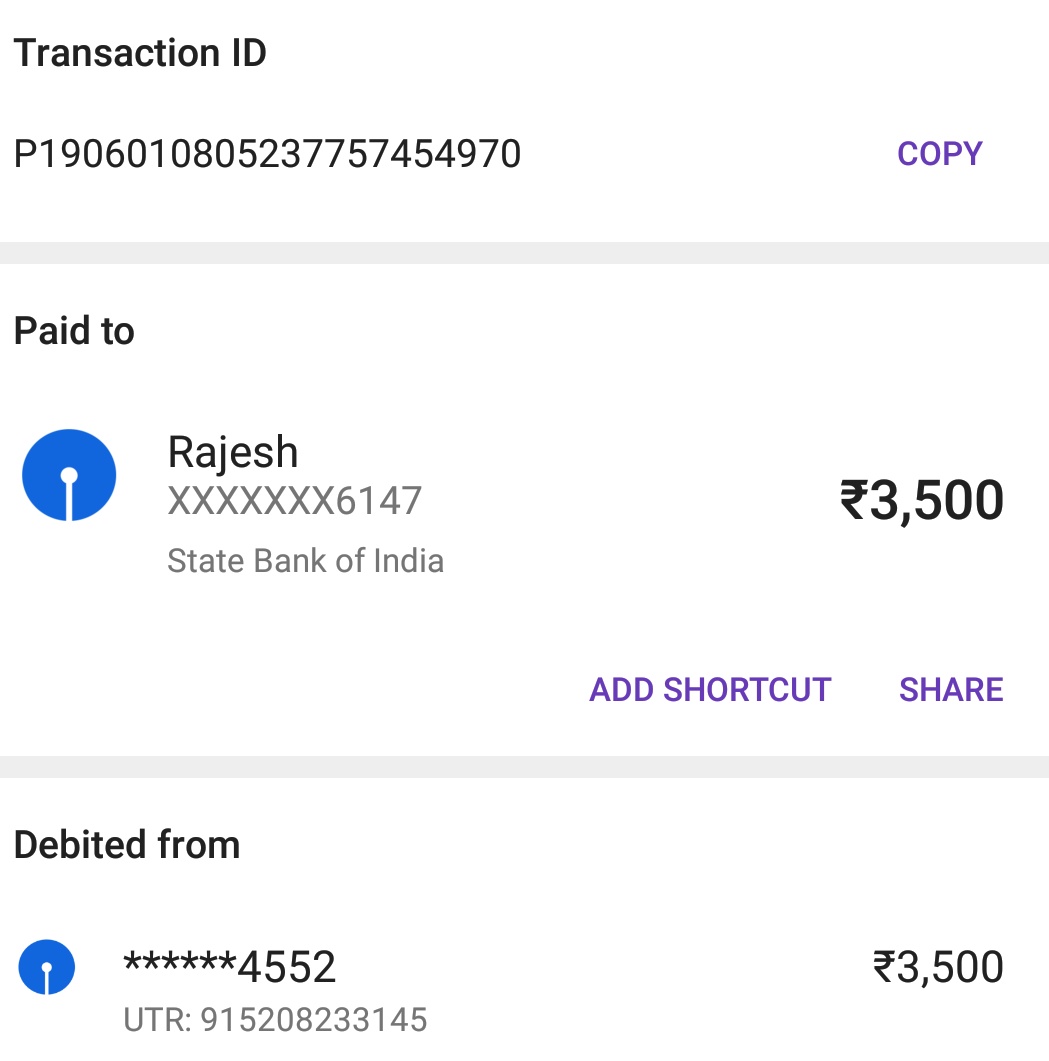 Transaction ID
P1906010805237757454970
COPY
Paid to
Rajesh
XXXXXXX6147
₹3,500
State Bank of India
ADD SHORTCUT
SHARE
Debited from
******4552
₹3,500
UTR: 915208233145